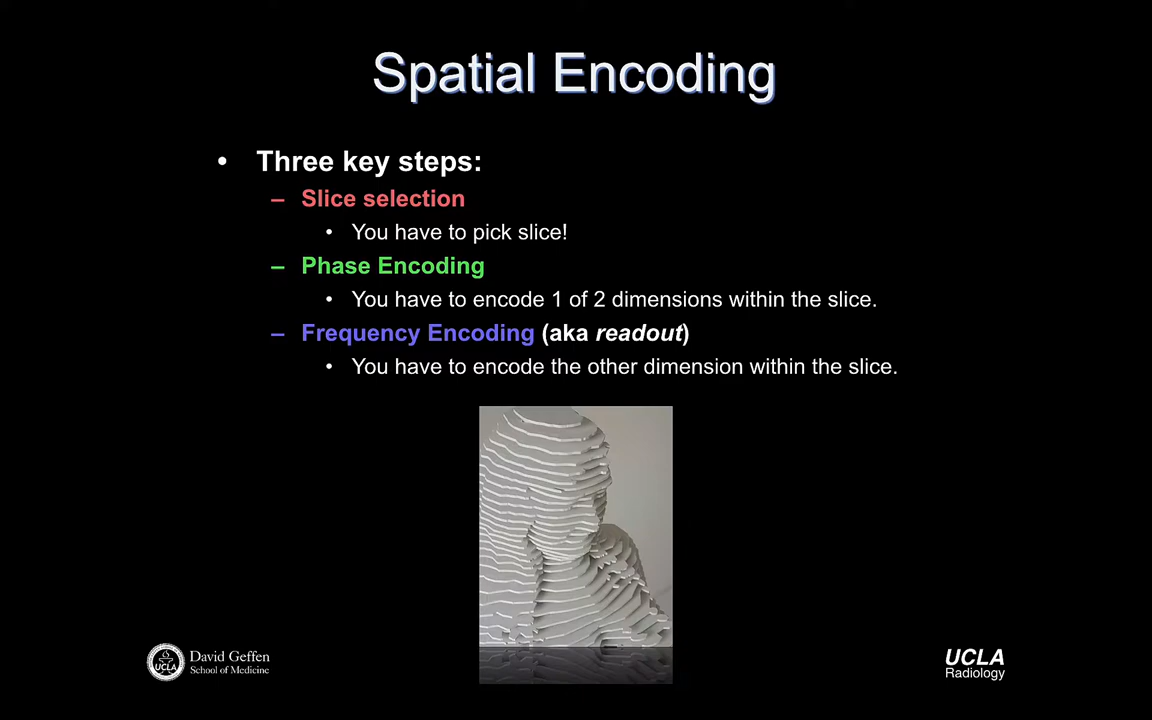 Spatial Encoding
• Three key steps:
– Slice selection
• You have to pick slice!
– Phase Encoding
• You have to encode 1 of 2 dimensions within the slice.
– Frequency Encoding (aka readout)
• You have to encode the other dimension within the slice.
UCLA
David Geffen
School of Medicine
UCLA
Radiology